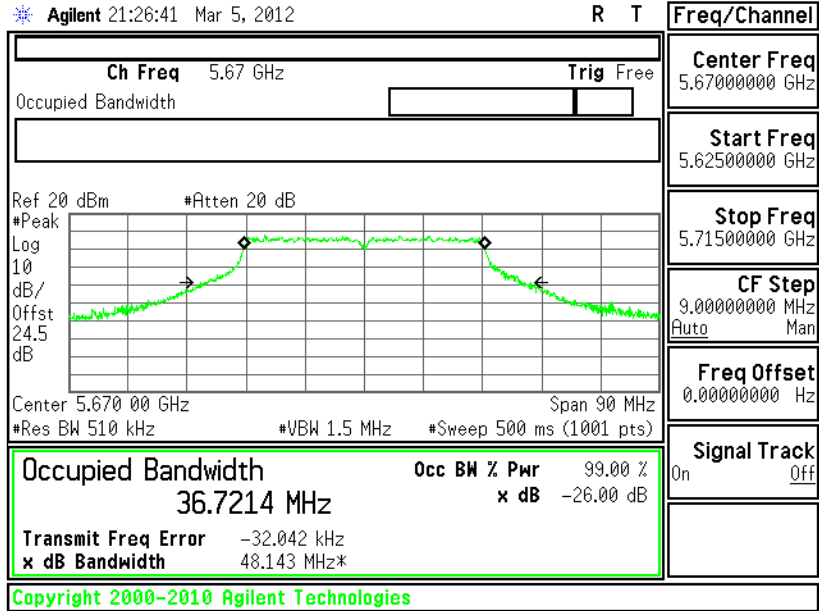 Agilent 21:26:41 Mar 5, 2012 R T
Freq/Channel
Ch Freq 5.67 GHz Trig Free
Occupied Bandwidth
Center Freq
5.67000000 GHz
Start Freq
5.62500000 GHz
Stop Freq
5.71500000 GHz
CF Step
9.00000000 MHz
Auto Man
Freq Offset
0.00000000 Hz
Signal Track
On Off
Ref 20 dBm #Atten 20 dB
#Peak
Log
10
dB/
Offst
24.5
dB
Center 5.670 00 GHz Span 90 MHz
#Res BW 510 kHz #VBW 1.5 MHz #Sweep 500 ms (1001 pts)
Occupied Bandwidth Occ BW % Pwr 99.00 %
36.7214 MHz x dB -26.00 dB
Transmit Freq Error -32.042 kHz
x dB Bandwidth 48.143 MHz*
Copyright 2000-2010 Agilent Technologies